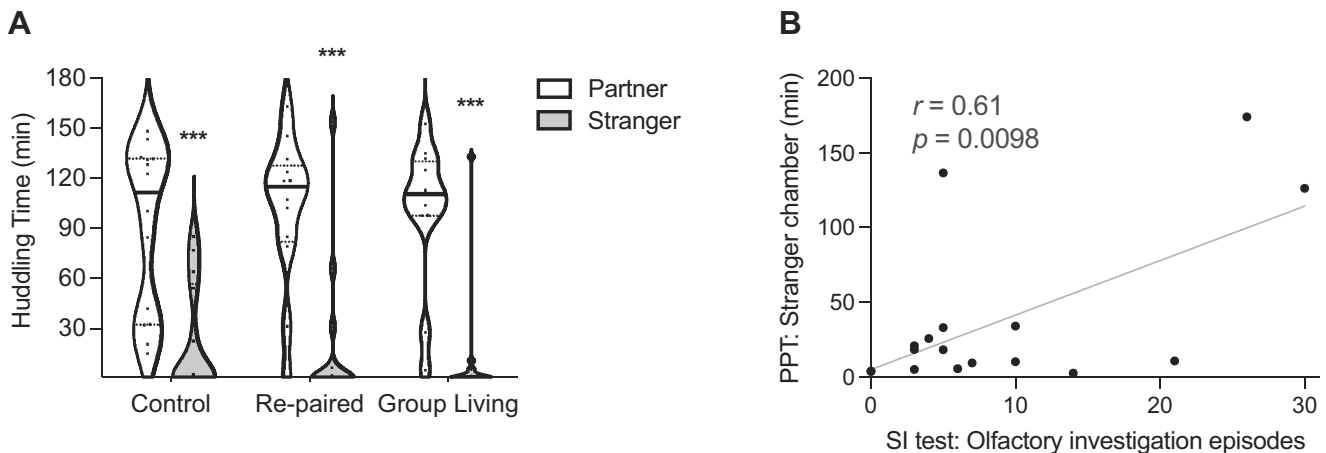 A
Huddling Time (min)
180
150
120
90
60
30
***
***
***
Partner
Stranger
Control
Re-paired
Group Living
B
PPT: Stranger chamber (min)
200
150
100
50
0
r = 0.61
p = 0.0098
0
10
20
30
SI test: Olfactory investigation episodes